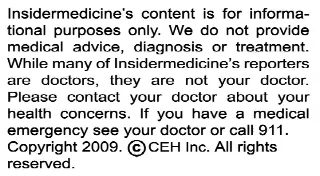 Insidermedicine's content is for informa-
tional purposes only. We do not provide
medical advice, diagnosis or treatment.
While many of Insidermedicine's reporters
are doctors, they are not your doctor.
Please contact your doctor about your
health concerns. If you have a medical
emergency see your doctor or call 911.
Copyright 2009. ©CEH Inc. All rights
reserved.